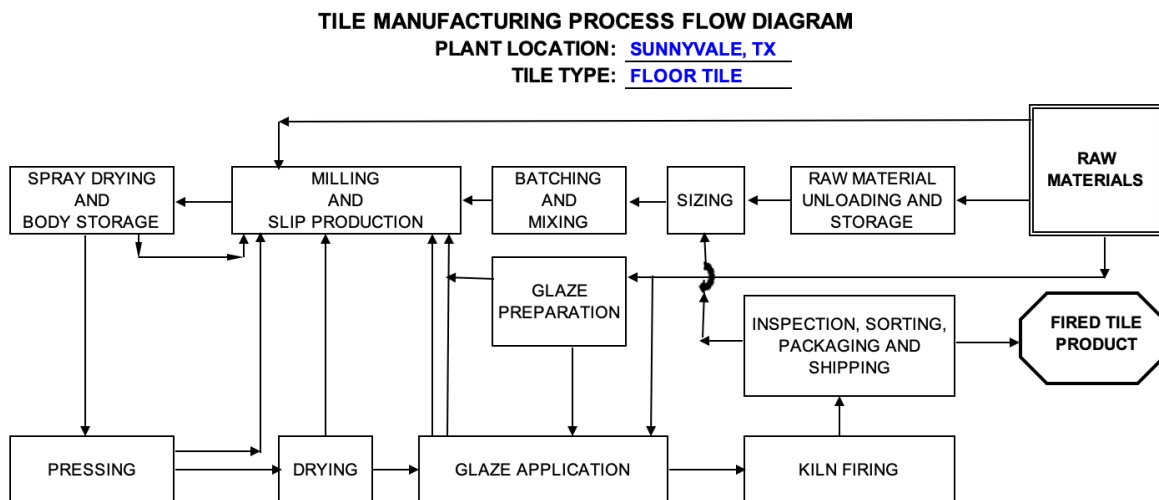 TILE MANUFACTURING PROCESS FLOW DIAGRAM
PLANT LOCATION: SUNNYVALE, TX
TILE TYPE: FLOOR TILE
RAW
MATERIALS
SPRAY DRYING
AND
BODY STORAGE
MILLING
AND
SLIP PRODUCTION
BATCHING
AND
MIXING
SIZING
RAW MATERIAL
UNLOADING AND
STORAGE
GLAZE
PREPARATION
INSPECTION, SORTING,
PACKAGING AND
SHIPPING
FIRED TILE
PRODUCT
PRESSING
DRYING
GLAZE APPLICATION
KILN FIRING